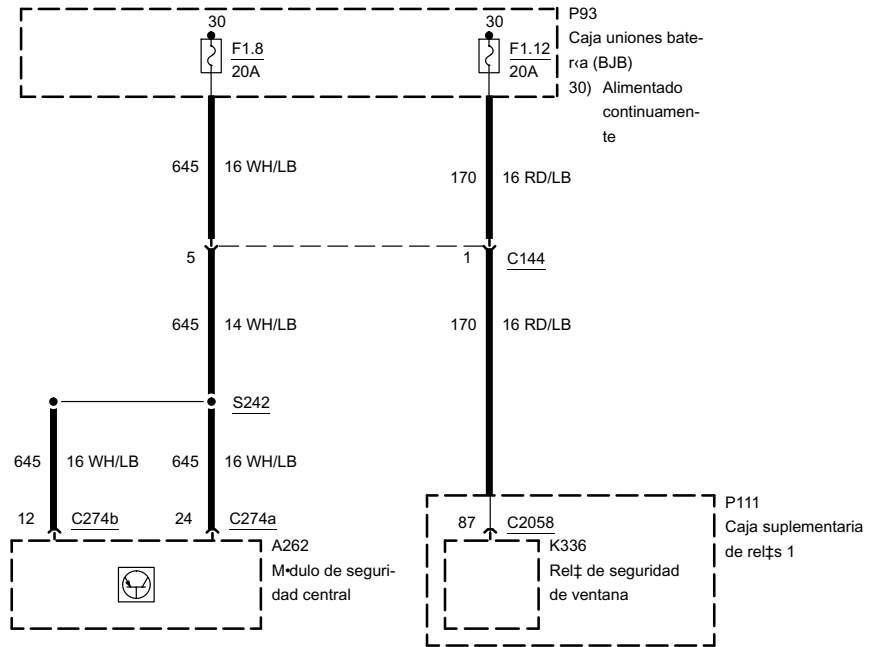 30
30
P93
Caja uniones bate-
r‹a (BJB)
30) Alimentado
continuamen-
te
F1.8
20A
F1.12
20A
645
16 WH/LB
170
16 RD/LB
5
1
C144
645
14 WH/LB
170
16 RD/LB
S242
645
16 WH/LB
645
16 WH/LB
12
C274b
24
C274a
87
C2058
P111
Caja suplementaria
de rel‡s 1
A262
M•dulo de seguri-
dad central
K336
Rel‡ de seguridad
de ventana